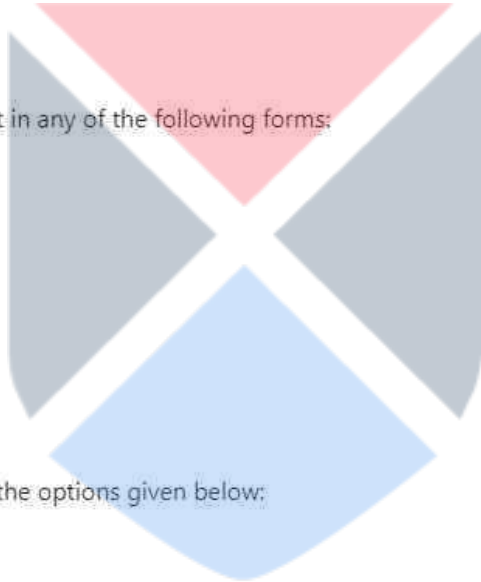 in any of the following forms:
the options given below: